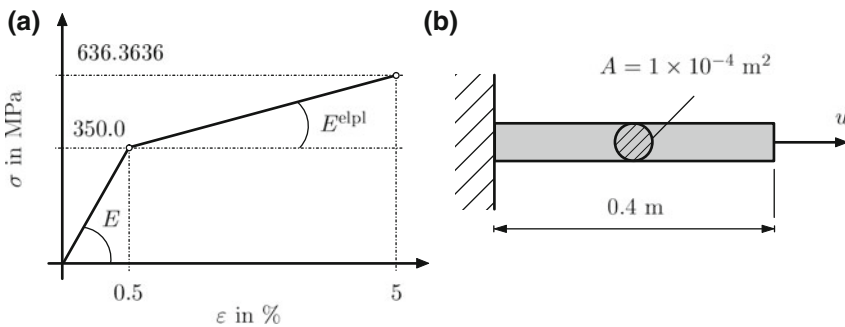 (a)
σ in MPa
636.3636
350.0
E
E^elpl
0.5
5
ε in %
(b)
A = 1 × 10⁻⁴ m²
u
0.4 m